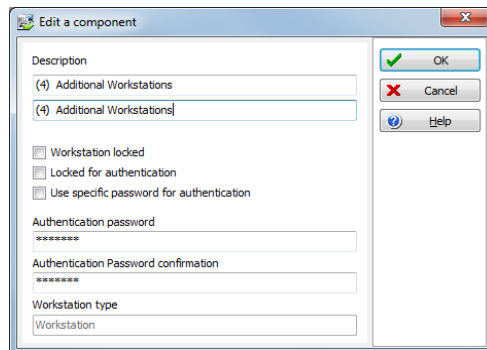 Edit a component
Description
(4) Additional Workstations
(4) Additional Workstations
Workstation locked
Locked for authentication
Use specific password for authentication
Authentication password
*******
Authentication Password confirmation
*******
Workstation type
Workstation
OK
Cancel
Help